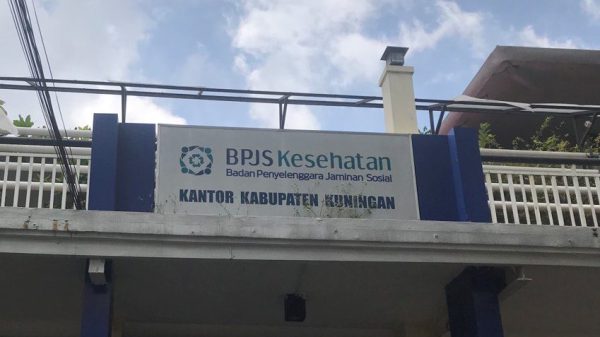 BPJS Kesehatan
Badan Penyelenggara Jaminan Sosial
KANTOR KABUPATEN KUNINGAN